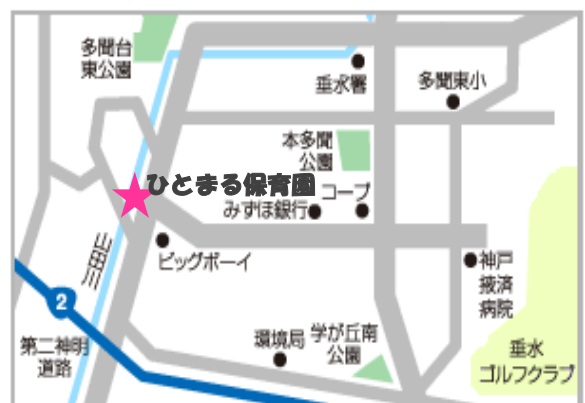 多聞台
東公園
垂水署
多聞東小
本多聞
公園
ひとまる保育園
コープ
みずほ銀行
ビッグボーイ
山田川
神戸
掖済
病院
2
第二神明
道路
環境局
学が丘南
公園
垂水
ゴルフクラブ